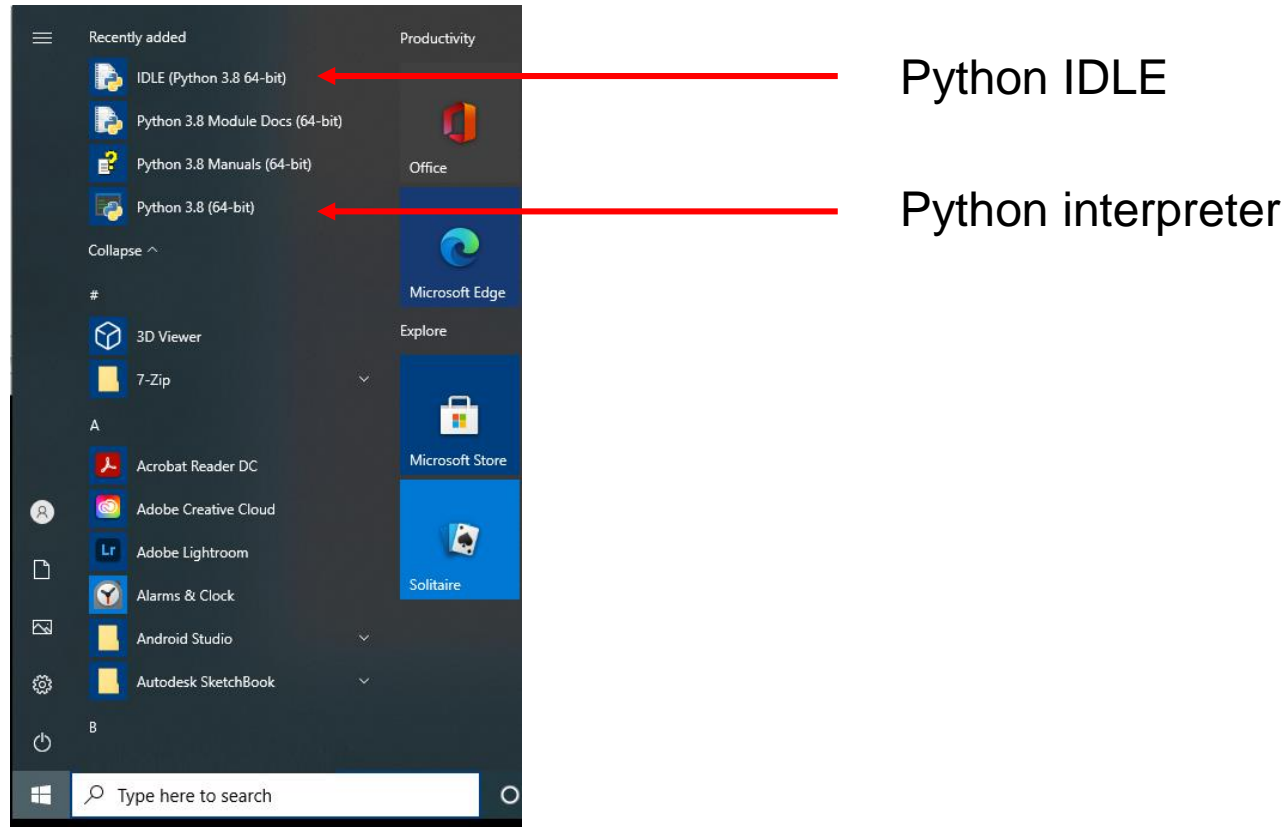 Recently added
IDLE (Python 3.8 64-bit)
Python 3.8 Module Docs (64-bit)
Python 3.8 Manuals (64-bit)
Python 3.8 (64-bit)
Collapse
#
3D Viewer
7-Zip
A
Acrobat Reader DC
Adobe Creative Cloud
Lr
Adobe Lightroom
Alarms & Clock
Android Studio
Autodesk SketchBook
B
Type here to search
Productivity
Office
Microsoft Edge
Explore
Microsoft Store
Solitaire
Python IDLE
Python interpreter